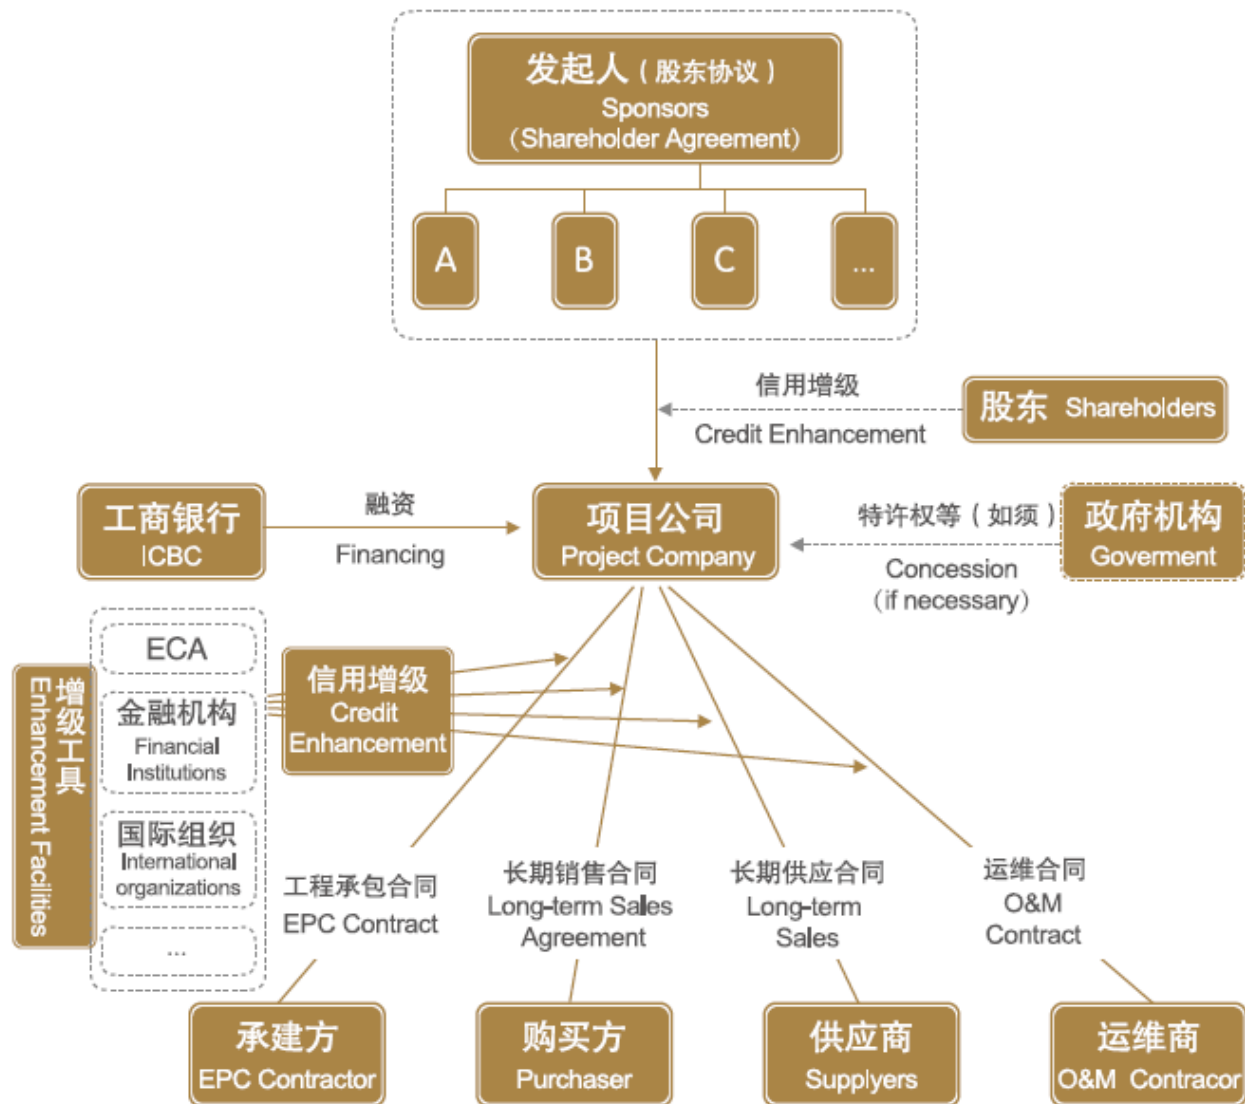 发起人（股东协议）
Sponsors
（Shareholder Agreement）
A
B
C
...
信用增级
Credit Enhancement
股东 Shareholders
工商银行
ICBC
融资
Financing
项目公司
Project Company
特许权等（如须）
Concession
（if necessary）
政府机构
Goverment
增级工具
Enhancement Facilities
ECA
金融机构
Financial
Institutions
国际组织
International
organizations
...
信用增级
Credit
Enhancement
工程承包合同
EPC Contract
长期销售合同
Long-term Sales
Agreement
长期供应合同
Long-term
Sales
运维合同
O&M
Contract
承建方
EPC Contractor
购买方
Purchaser
供应商
Supplyers
运维商
O&M Contracor